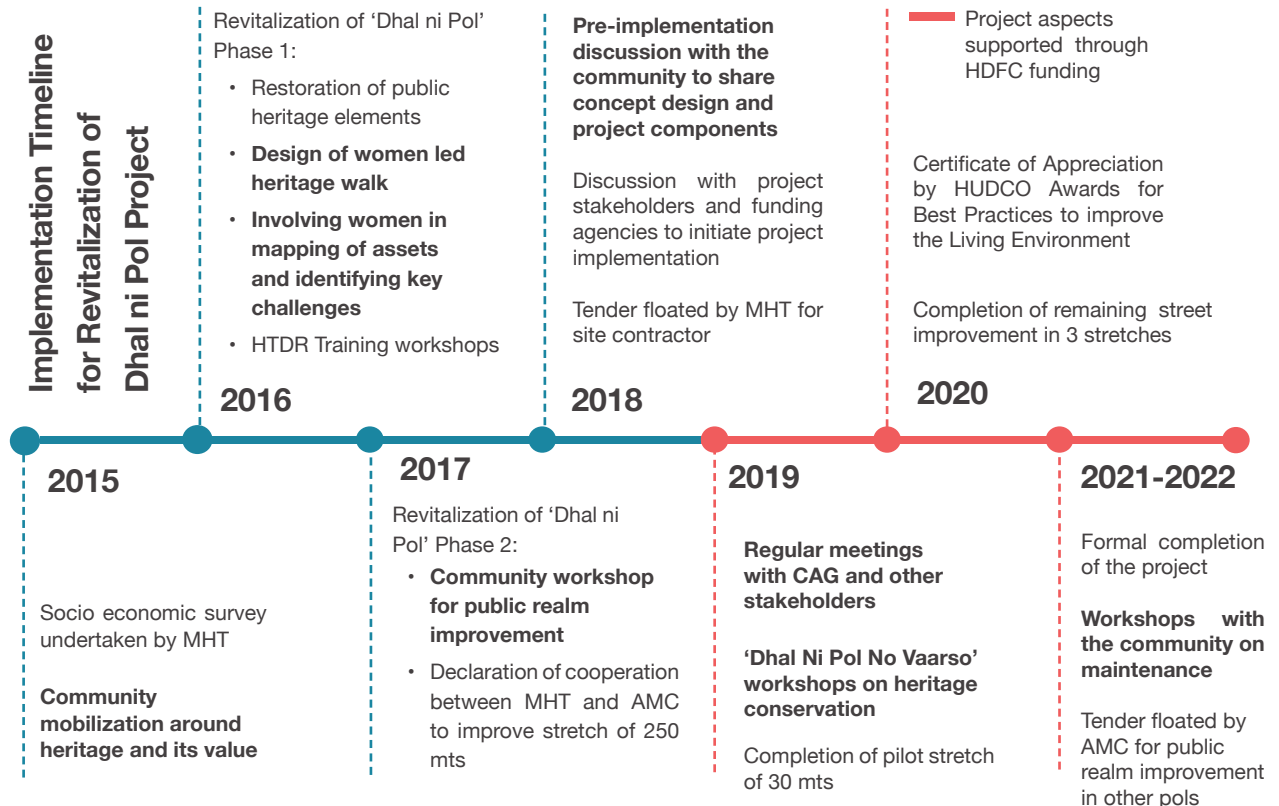 Implementation Timeline
for Revitalization of
Dhal ni Pol Project
Revitalization of ‘Dhal ni Pol’
Phase 1:
• Restoration of public
heritage elements
• Design of women led
heritage walk
• Involving women in
mapping of assets
and identifying key
challenges
• HTDR Training workshops
2016
Pre-implementation
discussion with the
community to share
concept design and
project components
Discussion with project
stakeholders and funding
agencies to initiate project
implementation
Tender floated by MHT for
site contractor
2018
Project aspects
supported through
HDFC funding
Certificate of Appreciation
by HUDCO Awards for
Best Practices to improve
the Living Environment
Completion of remaining street
improvement in 3 stretches
2020
2015
Socio economic survey
undertaken by MHT
Community
mobilization around
heritage and its value
2017
Revitalization of ‘Dhal ni
Pol’ Phase 2:
• Community workshop
for public realm
improvement
• Declaration of cooperation
between MHT and AMC
to improve stretch of 250
mts
2019
Regular meetings
with CAG and other
stakeholders
‘Dhal Ni Pol No Vaarso’
workshops on heritage
conservation
Completion of pilot stretch
of 30 mts
2021-2022
Formal completion
of the project
Workshops with
the community on
maintenance
Tender floated by
AMC for public
realm improvement
in other pols